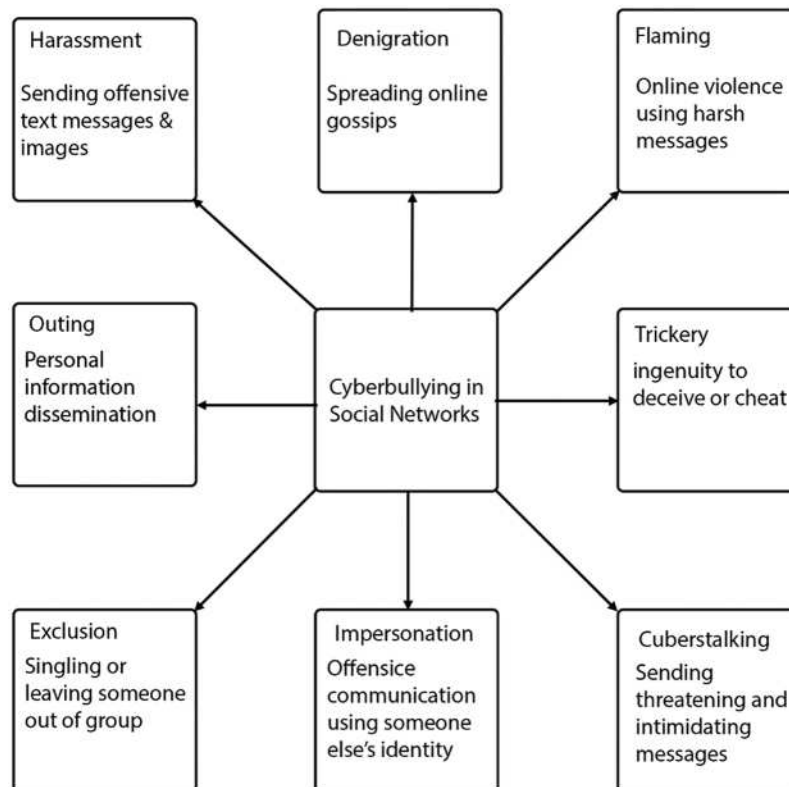 Harassment
Sending offensive
text messages &
images
Denigration
Spreading online
gossips
Flaming
Online violence
using harsh
messages
Outing
Personal
information
dissemination
Cyberbullying in
Social Networks
Trickery
ingenuity to
deceive or cheat
Exclusion
Singling or
leaving someone
out of group
Impersonation
Offensice
communication
using someone
else's identity
Cuberstalking
Sending
threatening and
intimidating
messages